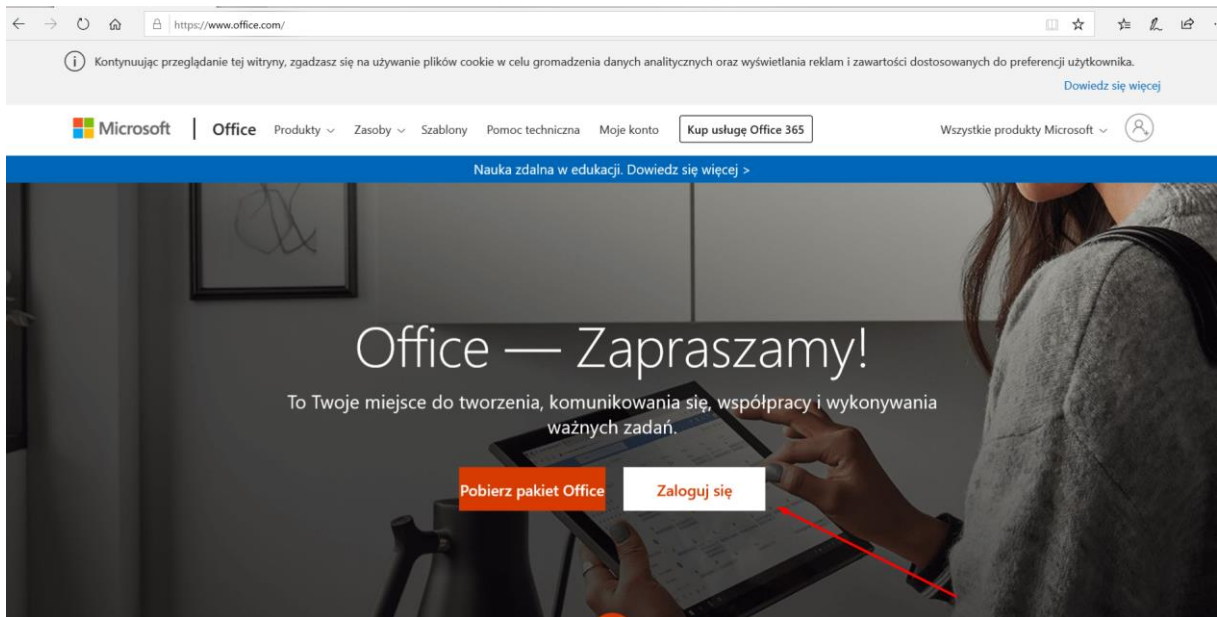 https://www.office.com/
Kontynuując przeglądanie tej witryny, zgadzasz się na używanie plików cookie w celu gromadzenia danych analitycznych oraz wyświetlania reklam i zawartości dostosowanych do preferencji użytkownika.
Dowiedz się więcej
Microsoft | Office Produkty Zasoby Szablony Pomoc techniczna Moje konto Kup usługę Office 365 Wszystkie produkty Microsoft
Nauka zdalna w edukacji. Dowiedz się więcej >
Office — Zapraszamy!
To Twoje miejsce do tworzenia, komunikowania się, współpracy i wykonywania
ważnych zadań.
Pobierz pakiet Office Zaloguj się